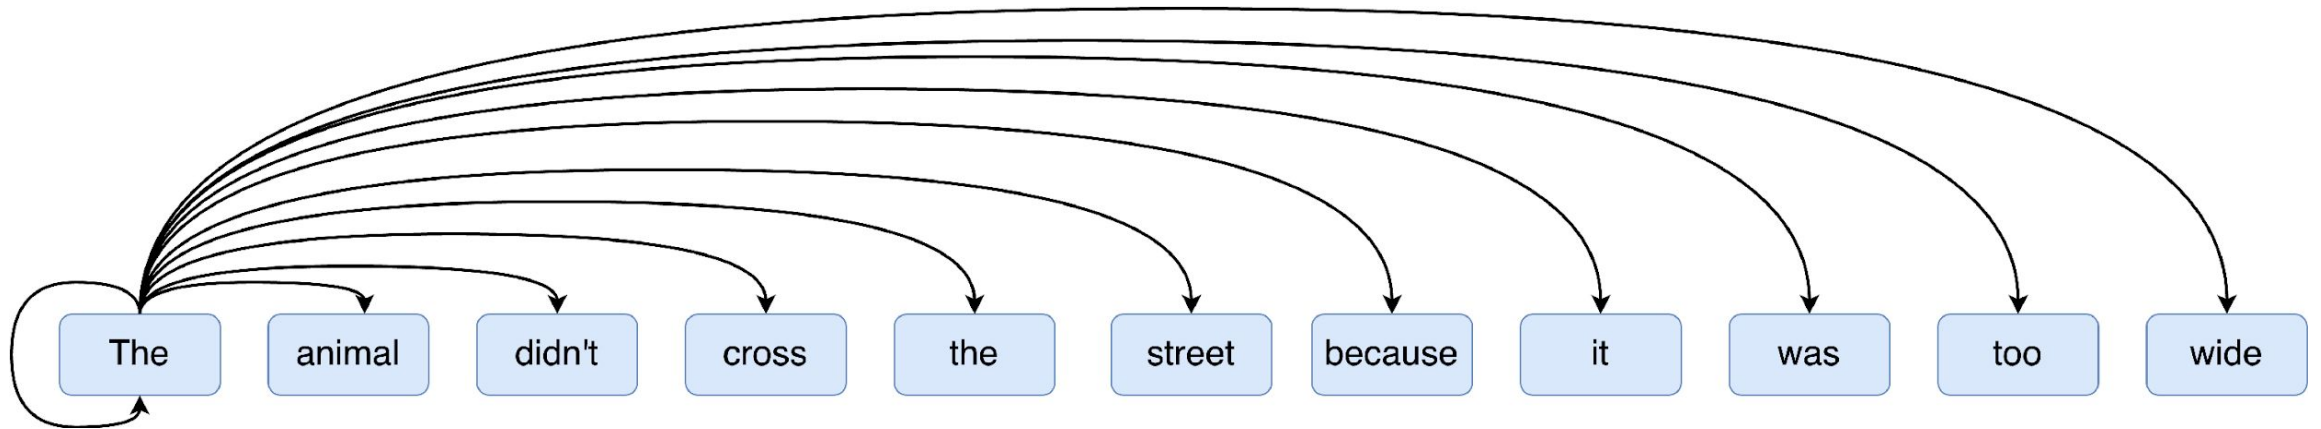 The animal didn't cross the street because it was too wide